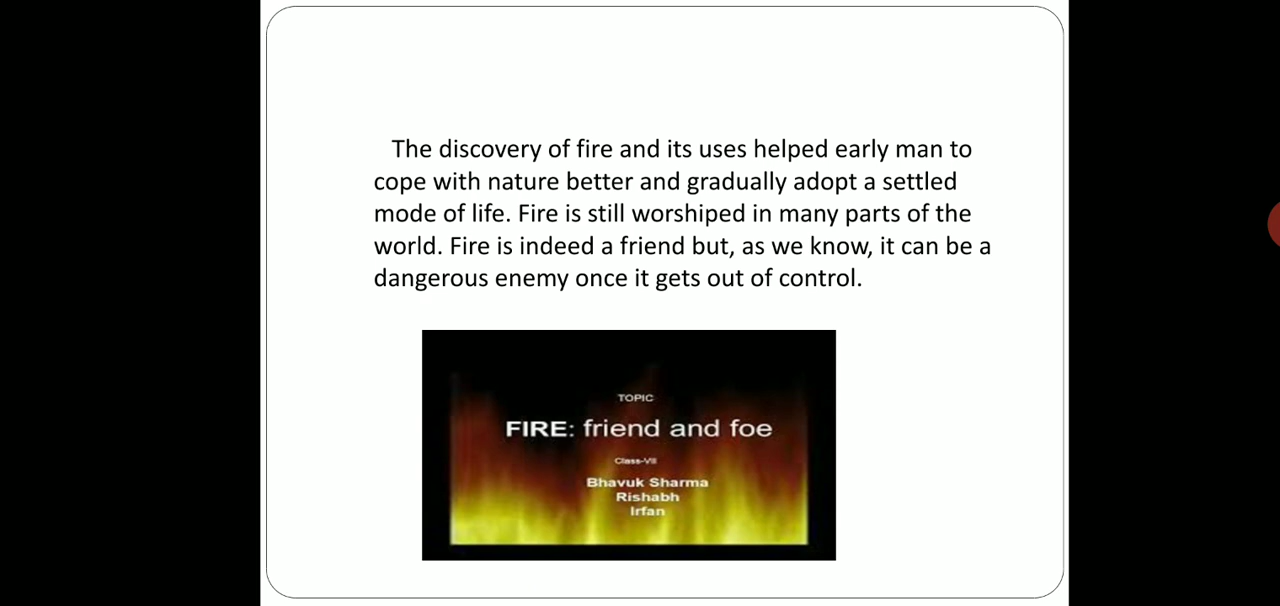 The discovery of fire and its uses helped early man to
cope with nature better and gradually adopt a settled
mode of life. Fire is still worshiped in many parts of the
world. Fire is indeed a friend but, as we know, it can be a
dangerous enemy once it gets out of control.
TOPIC
FIRE: friend and foe
Class-VII
Bhavuk Sharma
Rishabh
Irfan